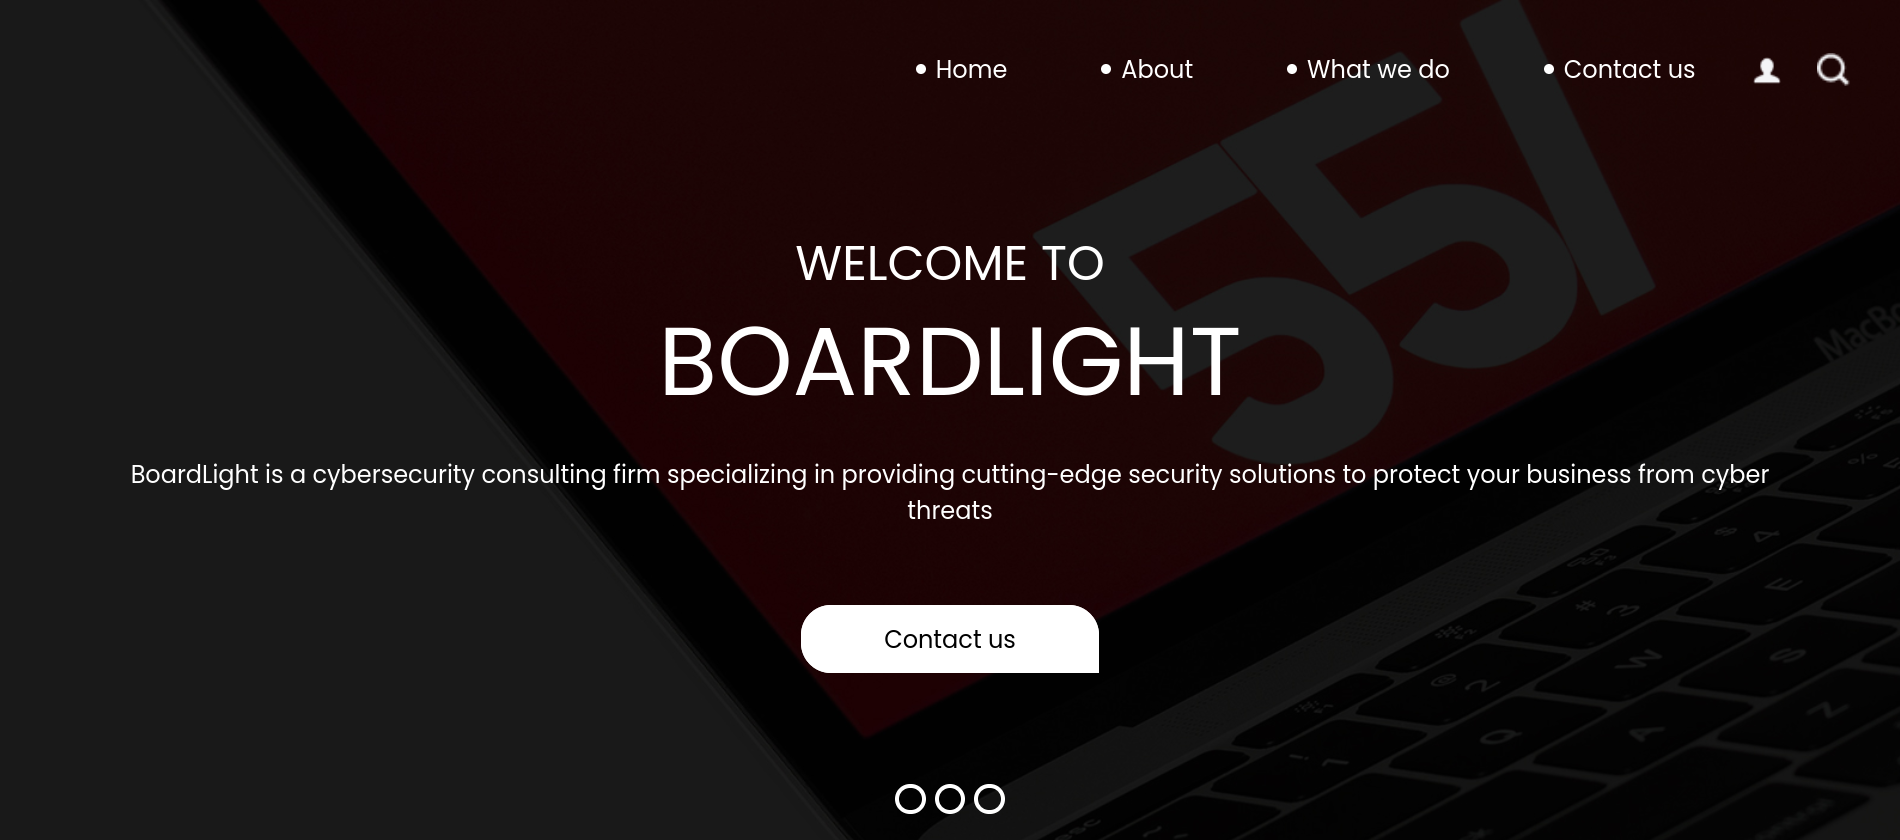 Home
About
What we do
Contact us
WELCOME TO
BOARDLIGHT
BoardLight is a cybersecurity consulting firm specializing in providing cutting-edge security solutions to protect your business from cyber
threats
Contact us
55/